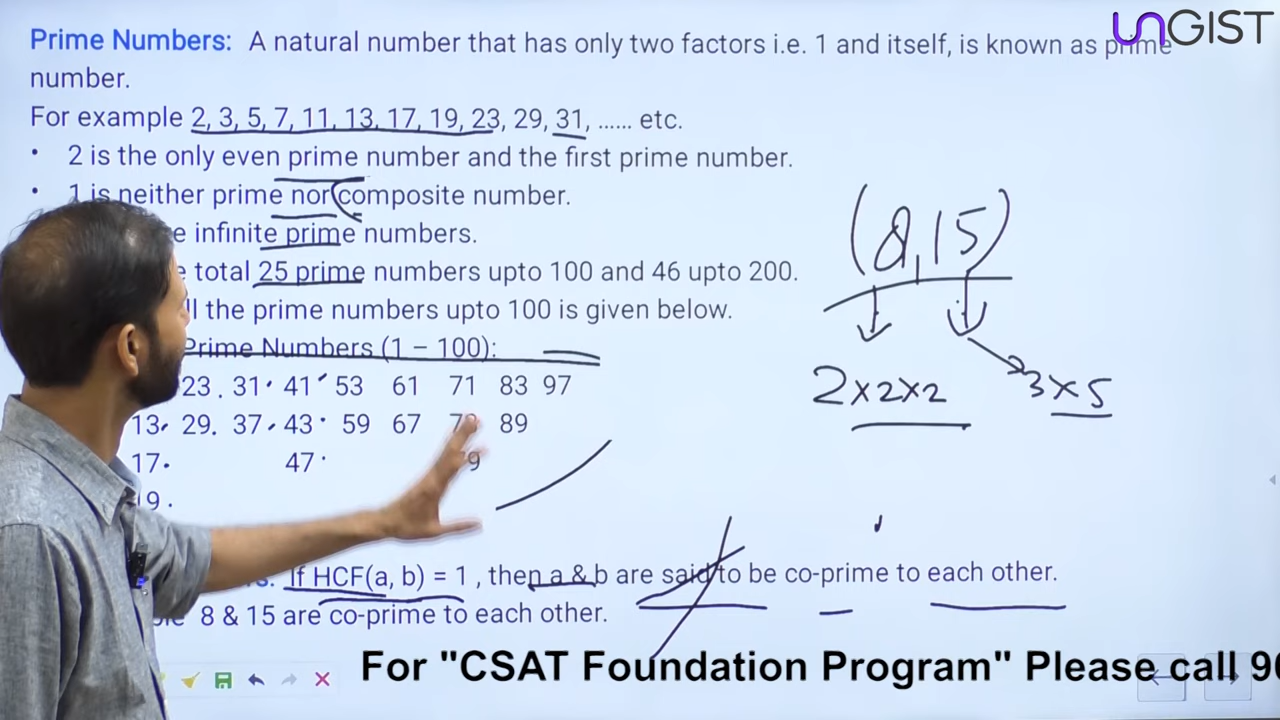 UNGIST
Prime Numbers: A natural number that has only two factors i.e. 1 and itself, is known as prime
number.
For example 2, 3, 5, 7, 11, 13, 17, 19, 23, 29, 31, ...... etc.
• 2 is the only even prime number and the first prime number.
• 1 is neither prime nor composite number.
infinite prime numbers.
total 25 prime numbers upto 100 and 46 upto 200.
the prime numbers upto 100 is given below.
Prime Numbers (1 – 100):
23 31 41 53 61 71 83 97
13 29 37 43 59 67 89
17 47
(8,15)
2×2×2 3×5
If HCF(a, b) = 1 , then a & b are said to be co-prime to each other.
8 & 15 are co-prime to each other.
For "CSAT Foundation Program" Please call 90